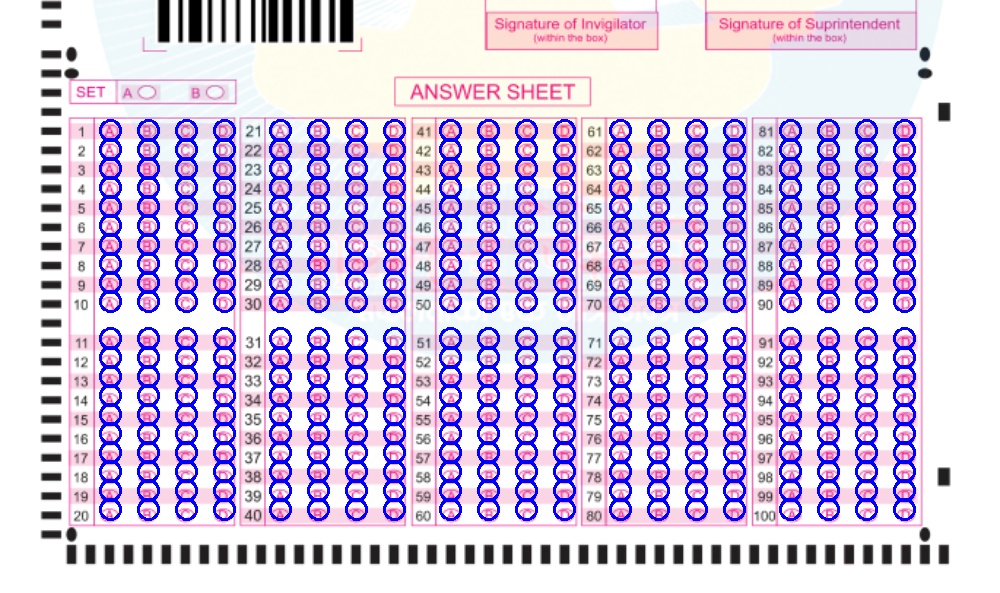 Signature of Invigilator
(within the box)
Signature of Suprintendent
(within the box)
SET A B
ANSWER SHEET
1 A B C D 21 A B C D 41 A B C D 61 A B C D 81 A B C D
2 A B C D 22 A B C D 42 A B C D 62 A B C D 82 A B C D
3 A B C D 23 A B C D 43 A B C D 63 A B C D 83 A B C D
4 A B C D 24 A B C D 44 A B C D 64 A B C D 84 A B C D
5 A B C D 25 A B C D 45 A B C D 65 A B C D 85 A B C D
6 A B C D 26 A B C D 46 A B C D 66 A B C D 86 A B C D
7 A B C D 27 A B C D 47 A B C D 67 A B C D 87 A B C D
8 A B C D 28 A B C D 48 A B C D 68 A B C D 88 A B C D
9 A B C D 29 A B C D 49 A B C D 69 A B C D 89 A B C D
10 A B C D 30 A B C D 50 A B C D 70 A B C D 90 A B C D
11 A B C D 31 A B C D 51 A B C D 71 A B C D 91 A B C D
12 A B C D 32 A B C D 52 A B C D 72 A B C D 92 A B C D
13 A B C D 33 A B C D 53 A B C D 73 A B C D 93 A B C D
14 A B C D 34 A B C D 54 A B C D 74 A B C D 94 A B C D
15 A B C D 35 A B C D 55 A B C D 75 A B C D 95 A B C D
16 A B C D 36 A B C D 56 A B C D 76 A B C D 96 A B C D
17 A B C D 37 A B C D 57 A B C D 77 A B C D 97 A B C D
18 A B C D 38 A B C D 58 A B C D 78 A B C D 98 A B C D
19 A B C D 39 A B C D 59 A B C D 79 A B C D 99 A B C D
20 A B C D 40 A B C D 60 A B C D 80 A B C D 100 A B C D